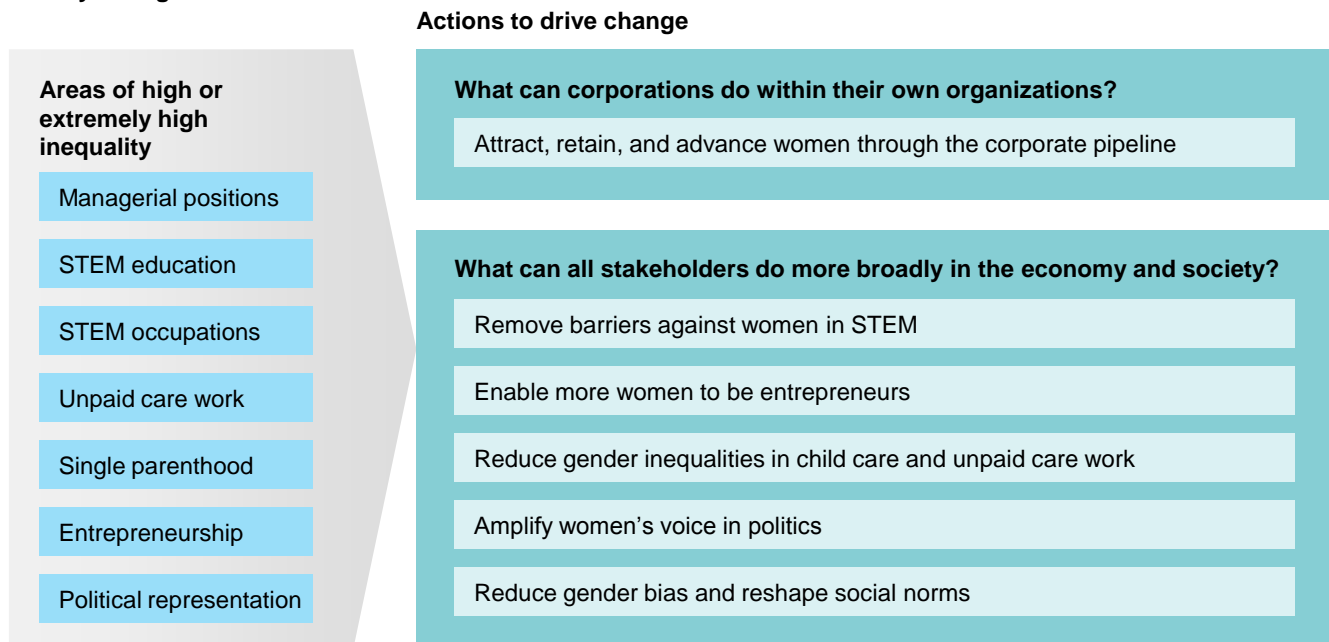 Actions to drive change
Areas of high or
extremely high
inequality
Managerial positions
STEM education
STEM occupations
Unpaid care work
Single parenthood
Entrepreneurship
Political representation
What can corporations do within their own organizations?
Attract, retain, and advance women through the corporate pipeline
What can all stakeholders do more broadly in the economy and society?
Remove barriers against women in STEM
Enable more women to be entrepreneurs
Reduce gender inequalities in child care and unpaid care work
Amplify women’s voice in politics
Reduce gender bias and reshape social norms